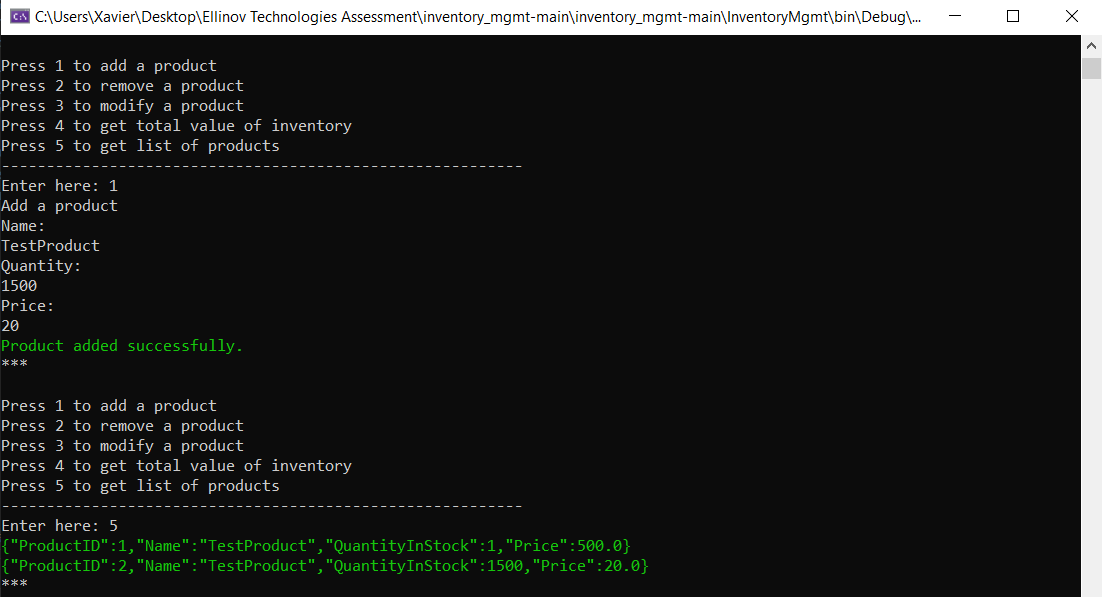 C:\Users\Xavier\Desktop\Ellinov Technologies Assessment\inventory_mgmt-main\inventory_mgmt-main\InventoryMgmt\bin\Debug\...
Press 1 to add a product
Press 2 to remove a product
Press 3 to modify a product
Press 4 to get total value of inventory
Press 5 to get list of products
----------------------------------------------------------
Enter here: 1
Add a product
Name:
TestProduct
Quantity:
1500
Price:
20
Product added successfully.
***
Press 1 to add a product
Press 2 to remove a product
Press 3 to modify a product
Press 4 to get total value of inventory
Press 5 to get list of products
----------------------------------------------------------
Enter here: 5
{"ProductID":1,"Name":"TestProduct","QuantityInStock":1,"Price":500.0}
{"ProductID":2,"Name":"TestProduct","QuantityInStock":1500,"Price":20.0}
***